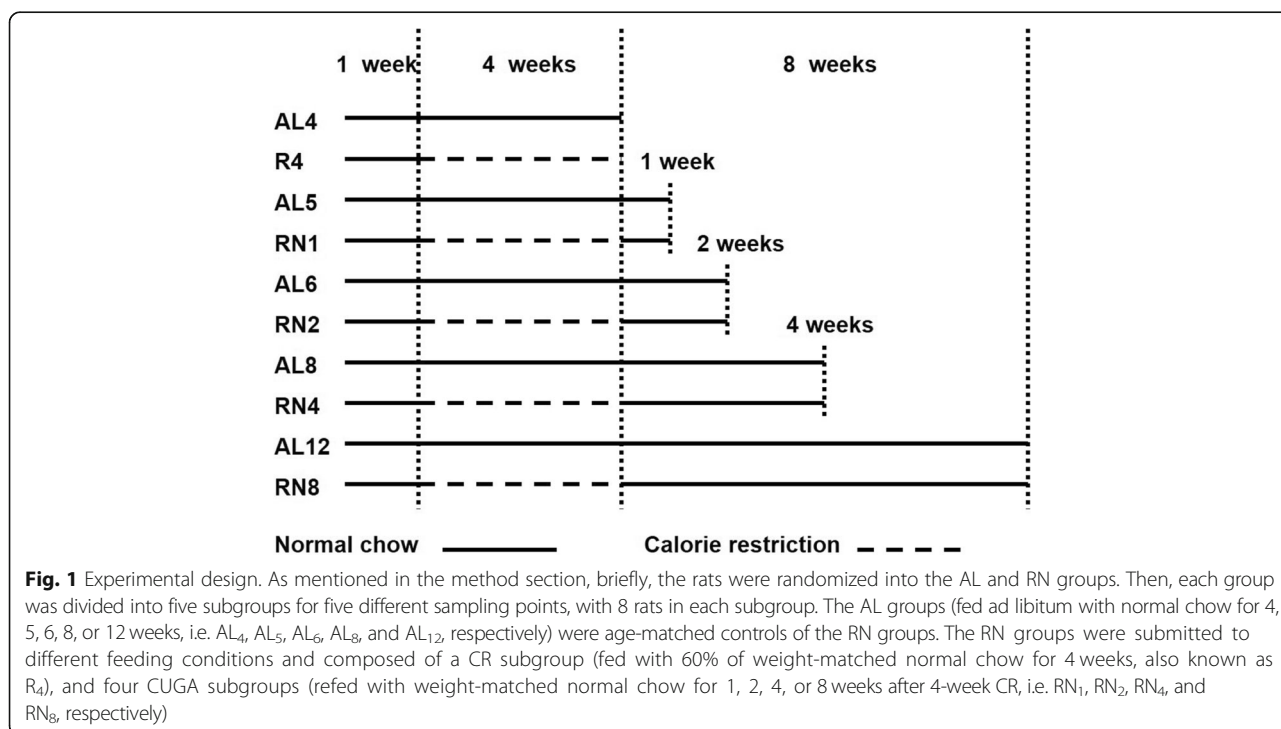 1 week 4 weeks 8 weeks
AL4
R4
1 week
AL5
RN1
2 weeks
AL6
RN2
4 weeks
AL8
RN4
AL12
RN8
Normal chow Calorie restriction
Fig. 1 Experimental design. As mentioned in the method section, briefly, the rats were randomized into the AL and RN groups. Then, each group
was divided into five subgroups for five different sampling points, with 8 rats in each subgroup. The AL groups (fed ad libitum with normal chow for 4,
5, 6, 8, or 12 weeks, i.e. AL₄, AL₅, AL₆, AL₈, and AL₁₂, respectively) were age-matched controls of the RN groups. The RN groups were submitted to
different feeding conditions and composed of a CR subgroup (fed with 60% of weight-matched normal chow for 4 weeks, also known as
R₄), and four CUGA subgroups (refed with weight-matched normal chow for 1, 2, 4, or 8 weeks after 4-week CR, i.e. RN₁, RN₂, RN₄, and
RN₈, respectively)